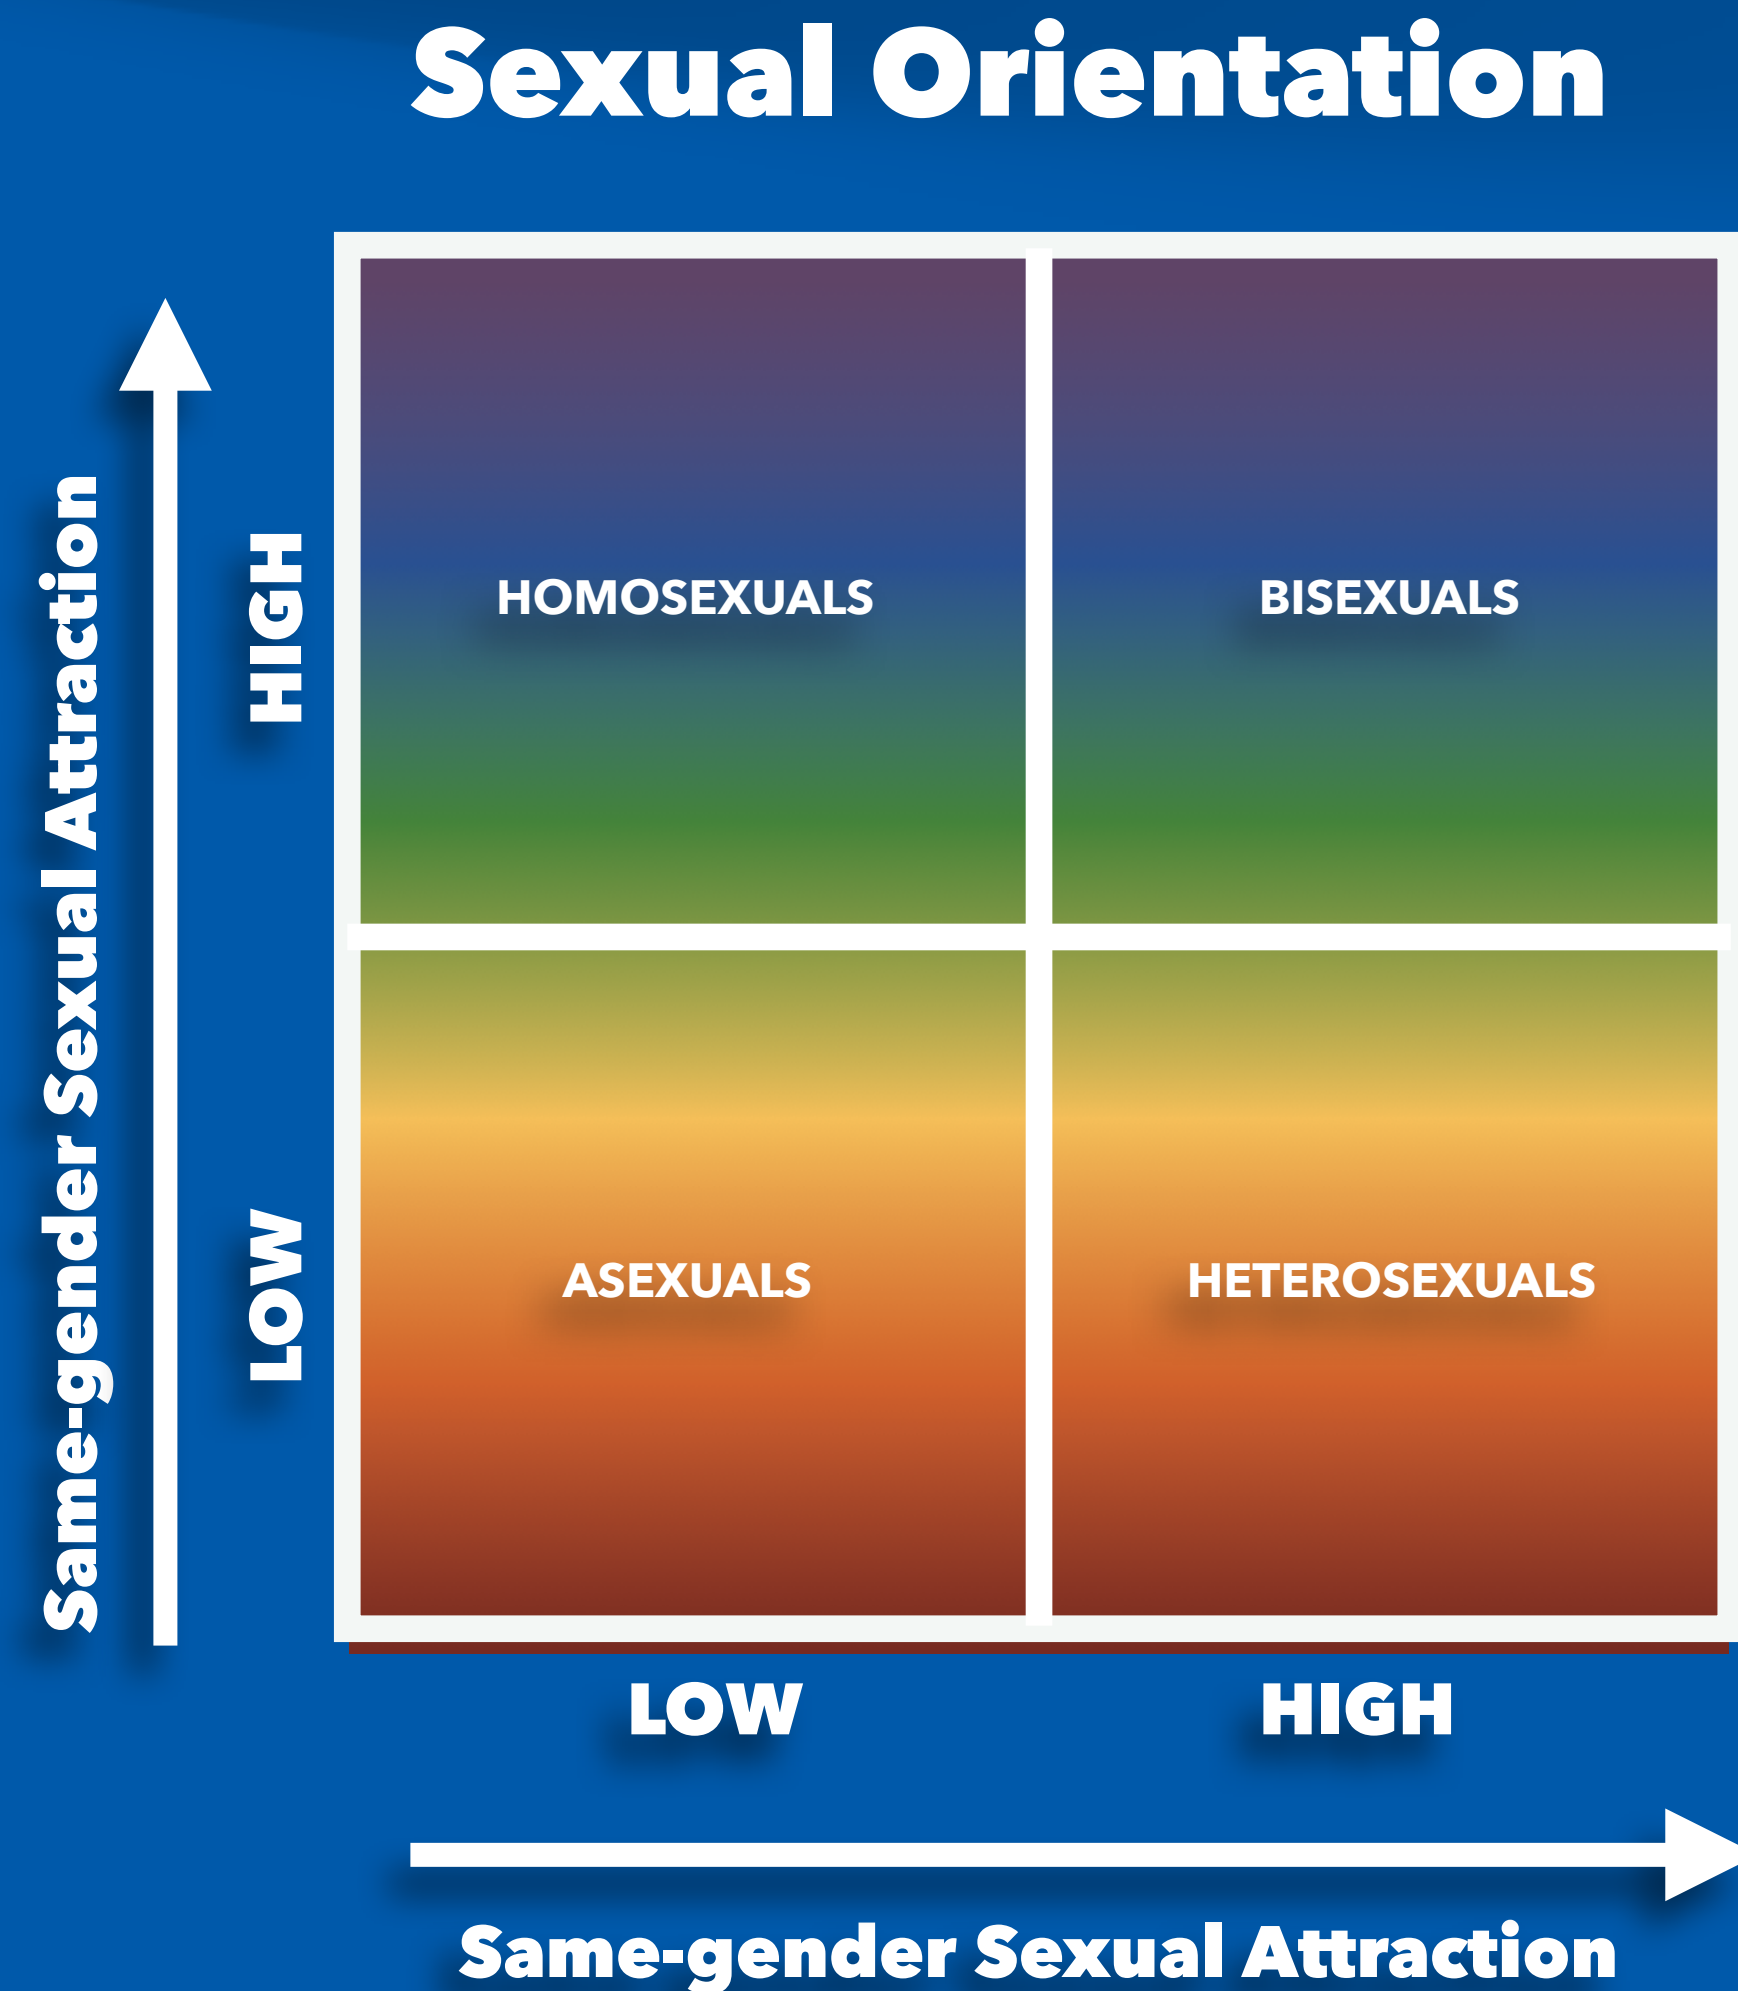 Sexual Orientation
Same-gender Sexual Attraction
HIGH
HOMOSEXUALS
BISEXUALS
LOW
ASEXUALS
HETEROSEXUALS
LOW
HIGH
Same-gender Sexual Attraction